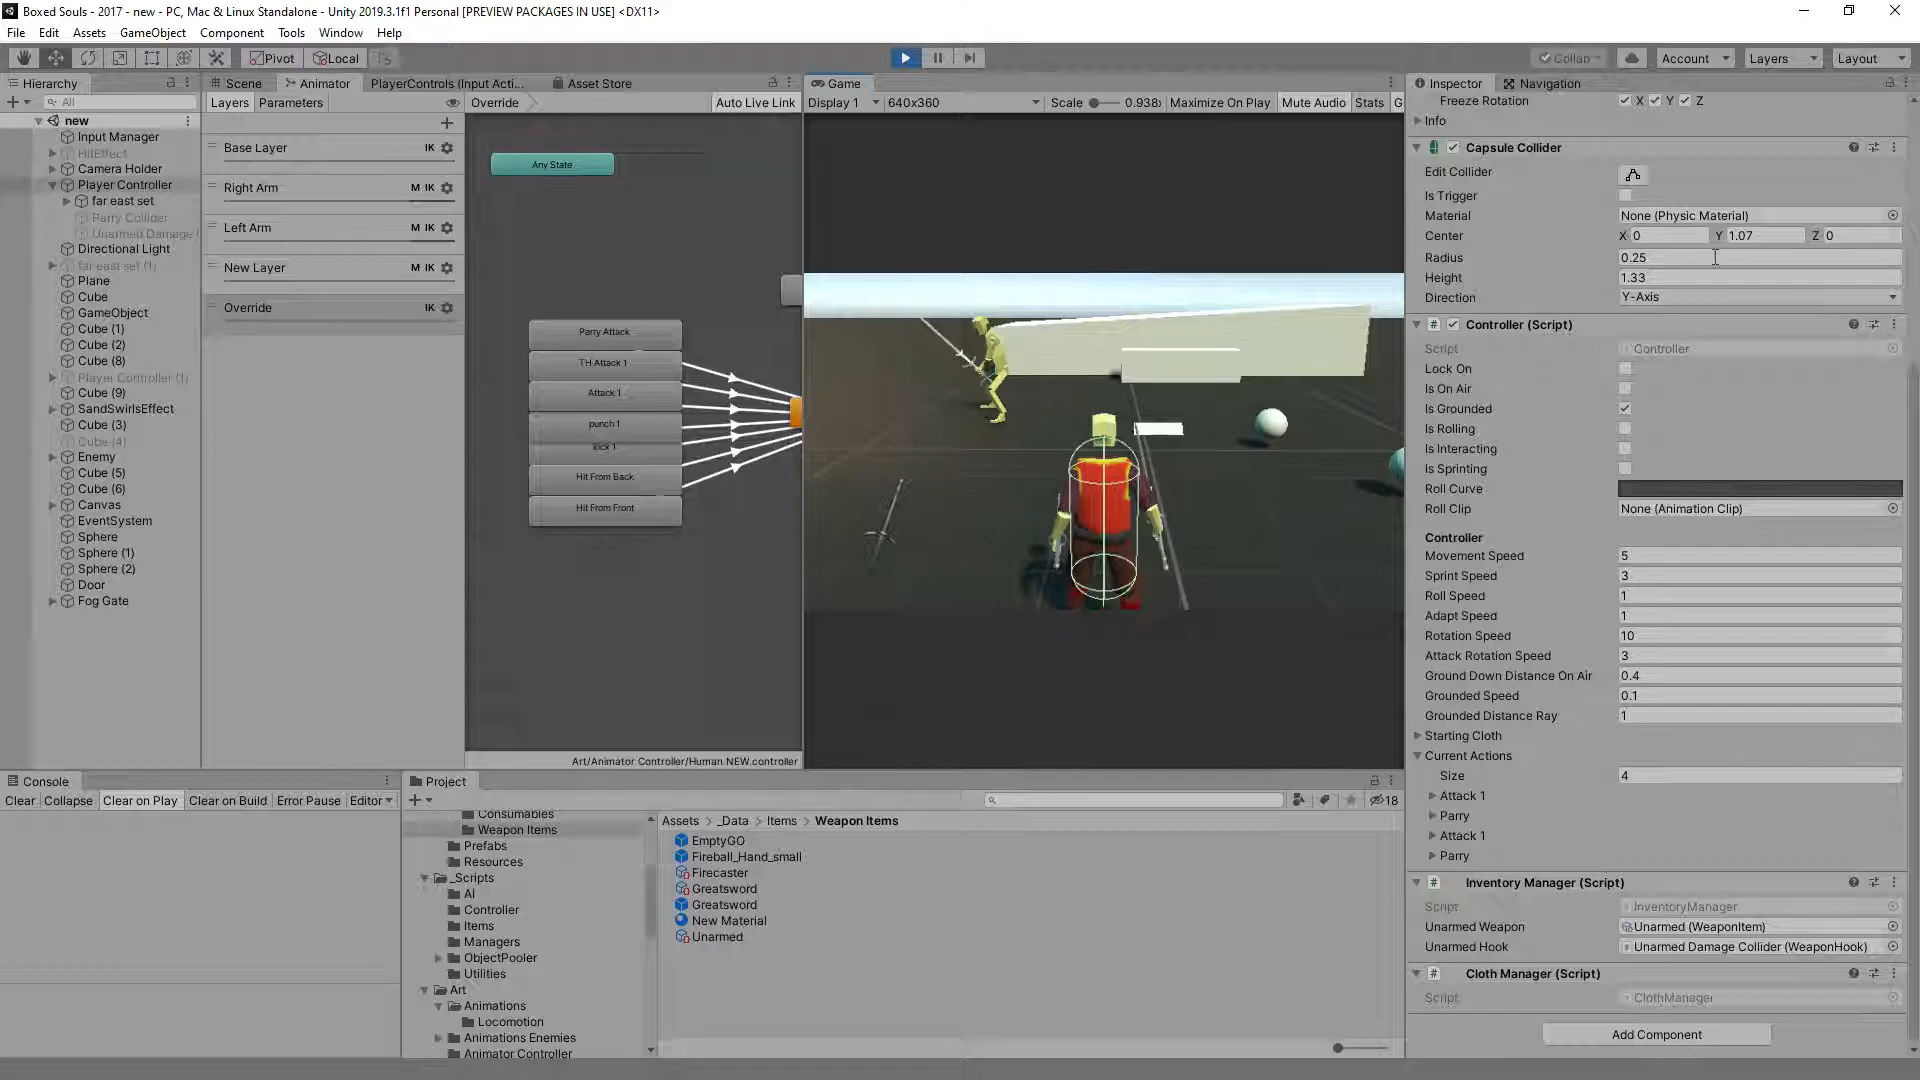 Boxed Souls - 2017 - new - PC, Mac & Linux Standalone - Unity 2019.3.1f1 Personal [PREVIEW PACKAGES IN USE] <DX11>
File Edit Assets GameObject Component Tools Window Help
Pivot Local Collab Account Layers Layout
Hierarchy
All
new
Input Manager
HitEffect
Camera Holder
Player Controller
far east set
Parry Collider
Unarmed Damage
Directional Light
far east set (1)
Plane
Cube
GameObject
Cube (1)
Cube (2)
Cube (8)
Player Controller (1)
Cube (9)
SandSwirlsEffect
Cube (3)
Cube (4)
Enemy
Cube (5)
Cube (6)
Canvas
EventSystem
Sphere
Sphere (1)
Sphere (2)
Door
Fog Gate
Scene Animator PlayerControls (Input Acti... Asset Store
Layers Parameters Override Auto Live Link
Base Layer IK
Right Arm M IK
Left Arm M IK
New Layer M IK
Override IK
Any State
Parry Attack
TH Attack 1
Attack 1
punch 1
kick 1
Hit From Back
Hit From Front
Art/Animator Controller/Human NEW.controller
Game
Display 1 640x360 Scale 0.938x Maximize On Play Mute Audio Stats G
Inspector Navigation
Freeze Rotation X Y Z
Info
Capsule Collider
Edit Collider
Is Trigger
Material None (Physic Material)
Center X 0 Y 1.07 Z 0
Radius 0.25
Height 1.33
Direction Y-Axis
Controller (Script)
Script Controller
Lock On
Is On Air
Is Grounded
Is Rolling
Is Interacting
Is Sprinting
Roll Curve
Roll Clip None (Animation Clip)
Controller
Movement Speed 5
Sprint Speed 3
Roll Speed 1
Adapt Speed 1
Rotation Speed 10
Attack Rotation Speed 3
Ground Down Distance On Air 0.4
Grounded Speed 0.1
Grounded Distance Ray 1
Starting Cloth
Current Actions
Size 4
Attack 1
Parry
Attack 1
Parry
Inventory Manager (Script)
Script InventoryManager
Unarmed Weapon Unarmed (WeaponItem)
Unarmed Hook Unarmed Damage Collider (WeaponHook)
Cloth Manager (Script)
Script ClothManager
Add Component
Console
Clear Collapse Clear on Play Clear on Build Error Pause Editor
Project
18
Consumables
Weapon Items
Prefabs
Resources
_Scripts
AI
Controller
Items
Managers
ObjectPooler
Utilities
Art
Animations
Locomotion
Animations Enemies
Animator Controller
Assets > _Data > Items > Weapon Items
EmptyGO
Fireball_Hand_small
Firecaster
Greatsword
Greatsword
New Material
Unarmed